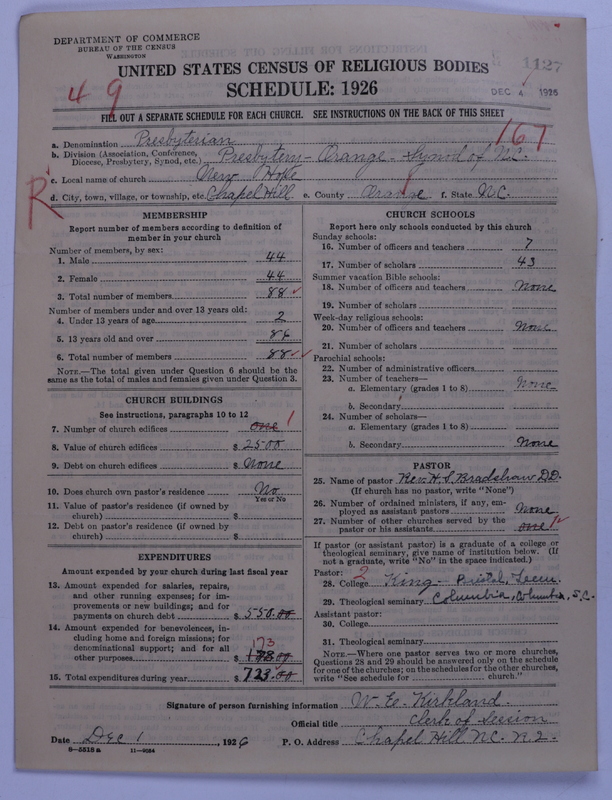 DEPARTMENT OF COMMERCE
BUREAU OF THE CENSUS
WASHINGTON
1127
UNITED STATES CENSUS OF RELIGIOUS BODIES
SCHEDULE: 1926
DEC 4 1926
49
FILL OUT A SEPARATE SCHEDULE FOR EACH CHURCH. SEE INSTRUCTIONS ON THE BACK OF THIS SHEET
167
a. Denomination Presbyterian
b. Division (Association, Conference, Diocese, Presbytery, Synod, etc.) Presbytery - Orange - Synod of N.C.
c. Local name of church New Hope
R
d. City, town, village, or township, etc. Chapel Hill e. County Orange f. State N.C.
MEMBERSHIP
Report number of members according to definition of
member in your church
Number of members, by sex:
1. Male 44
2. Female 44
3. Total number of members 88
Number of members under and over 13 years old:
4. Under 13 years of age 2
5. 13 years old and over 86
6. Total number of members 88
NOTE.—The total given under Question 6 should be the
same as the total of males and females given under Question 3.
CHURCH BUILDINGS
See instructions, paragraphs 10 to 12
7. Number of church edifices one 1
8. Value of church edifices $ 2500
9. Debt on church edifices $ None
10. Does church own pastor's residence No
Yes or No
11. Value of pastor's residence (if owned by
church) $
12. Debt on pastor's residence (if owned by
church) $
EXPENDITURES
Amount expended by your church during last fiscal year
13. Amount expended for salaries, repairs,
and other running expenses; for im-
provements or new buildings; and for
payments on church debt $ 550.00
14. Amount expended for benevolences, in-
cluding home and foreign missions; for
denominational support; and for all
173
other purposes $
15. Total expenditures during year $ 723.00
CHURCH SCHOOLS
Report here only schools conducted by this church
Sunday schools:
16. Number of officers and teachers 7
17. Number of scholars 43
Summer vacation Bible schools:
18. Number of officers and teachers None
19. Number of scholars
Week-day religious schools:
20. Number of officers and teachers None
21. Number of scholars
Parochial schools:
22. Number of administrative officers
23. Number of teachers—
a. Elementary (grades 1 to 8) None
b. Secondary
24. Number of scholars—
a. Elementary (grades 1 to 8)
b. Secondary None
PASTOR
25. Name of pastor Rev. H. S. Bradshaw D.D.
(If church has no pastor, write "None")
26. Number of ordained ministers, if any, em-
ployed as assistant pastors None
27. Number of other churches served by the
pastor or his assistants one 1
If pastor (or assistant pastor) is a graduate of a college or
theological seminary, give name of institution below. (If
not a graduate, write "No" in the space indicated.)
Pastor: 2
28. College King - Bristol, Tenn.
29. Theological seminary Columbia, Columbia, S.C.
Assistant pastor:
30. College
31. Theological seminary
NOTE.—Where one pastor serves two or more churches,
Questions 28 and 29 should be answered only on the schedule
for one of the churches; on the schedules for the other churches,
write "See schedule for ........ church."
Signature of person furnishing information W. E. Kirkland.
Official title Clerk of Session
Date Dec 1, 1926 P. O. Address Chapel Hill N.C. R 2.
8-5518a 11-9684